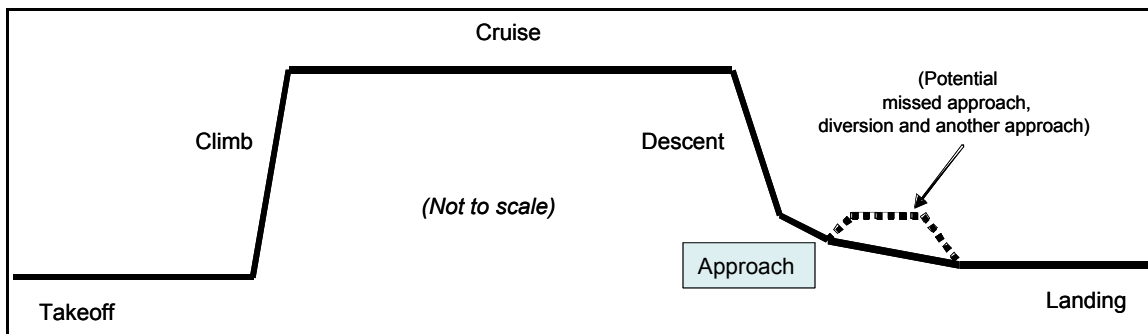 Cruise
(Potential
missed approach,
diversion and another approach)
Climb
Descent
(Not to scale)
Approach
Takeoff
Landing